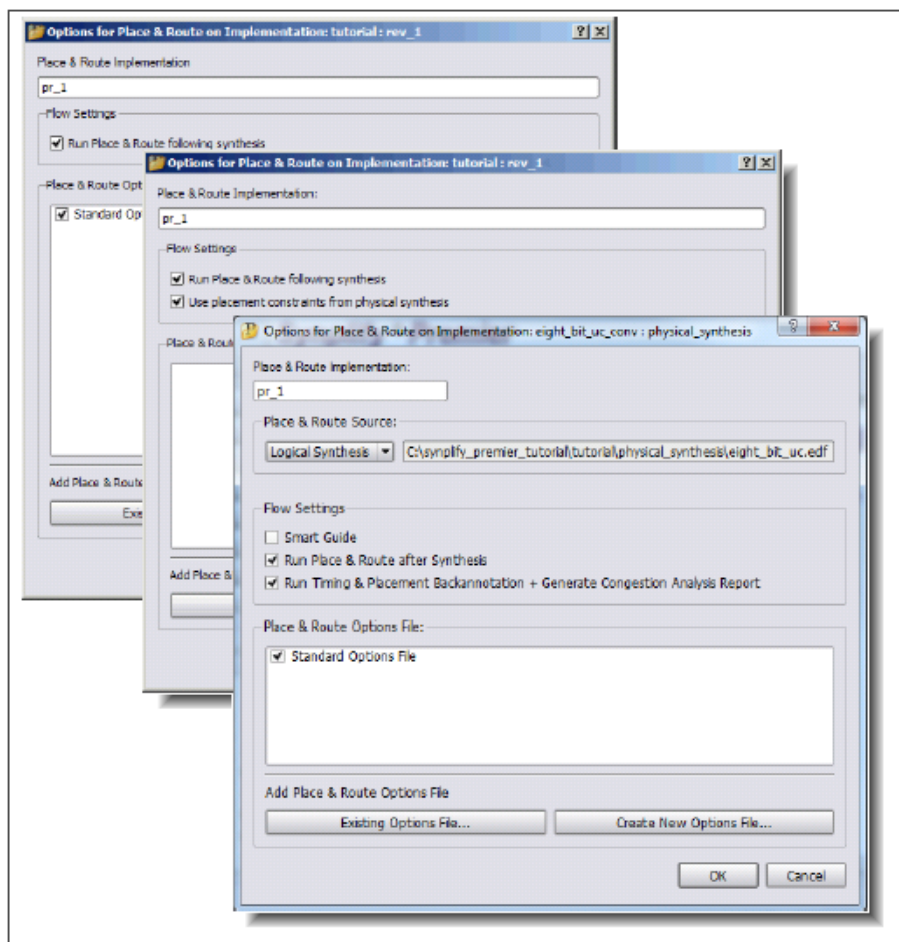 Options for Place & Route on Implementation: tutorial : rev_1
Place & Route Implementation
pr_1
Flow Settings
Run Place & Route following synthesis
Place & Route Opt
Standard Op
Add Place & Route
Exi
Options for Place & Route on Implementation: tutorial : rev_1
Place & Route Implementation:
pr_1
Flow Settings
Run Place & Route following synthesis
Use placement constraints from physical synthesis
Place & Rout
Add Place &
Options for Place & Route on Implementation: eight_bit_uc_conv : physical_synthesis
Place & Route Implementation:
pr_1
Place & Route Source:
Logical Synthesis C:\synplify_premier_tutorial\tutorial\physical_synthesis\eight_bit_uc.edf
Flow Settings
Smart Guide
Run Place & Route after Synthesis
Run Timing & Placement Backannotation + Generate Congestion Analysis Report
Place & Route Options File:
Standard Options File
Add Place & Route Options File
Existing Options File... Create New Options File...
OK Cancel